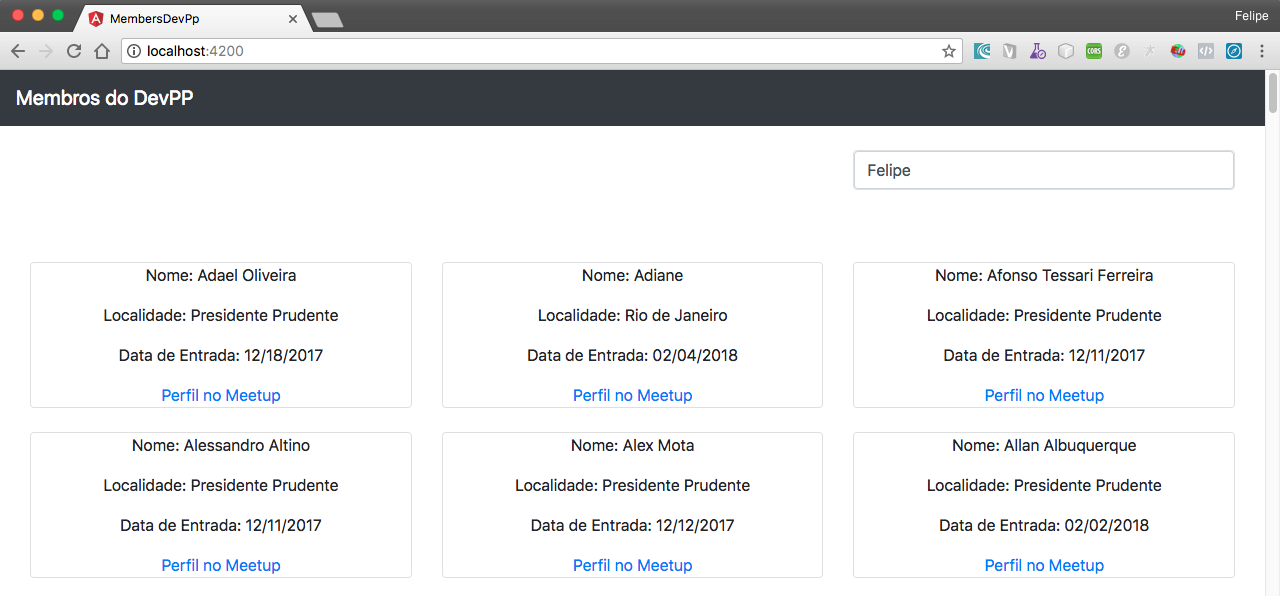 MembersDevPp
Felipe
localhost:4200
CORS
Membros do DevPP
Felipe
Nome: Adael Oliveira
Localidade: Presidente Prudente
Data de Entrada: 12/18/2017
Perfil no Meetup
Nome: Adiane
Localidade: Rio de Janeiro
Data de Entrada: 02/04/2018
Perfil no Meetup
Nome: Afonso Tessari Ferreira
Localidade: Presidente Prudente
Data de Entrada: 12/11/2017
Perfil no Meetup
Nome: Alessandro Altino
Localidade: Presidente Prudente
Data de Entrada: 12/11/2017
Perfil no Meetup
Nome: Alex Mota
Localidade: Presidente Prudente
Data de Entrada: 12/12/2017
Perfil no Meetup
Nome: Allan Albuquerque
Localidade: Presidente Prudente
Data de Entrada: 02/02/2018
Perfil no Meetup